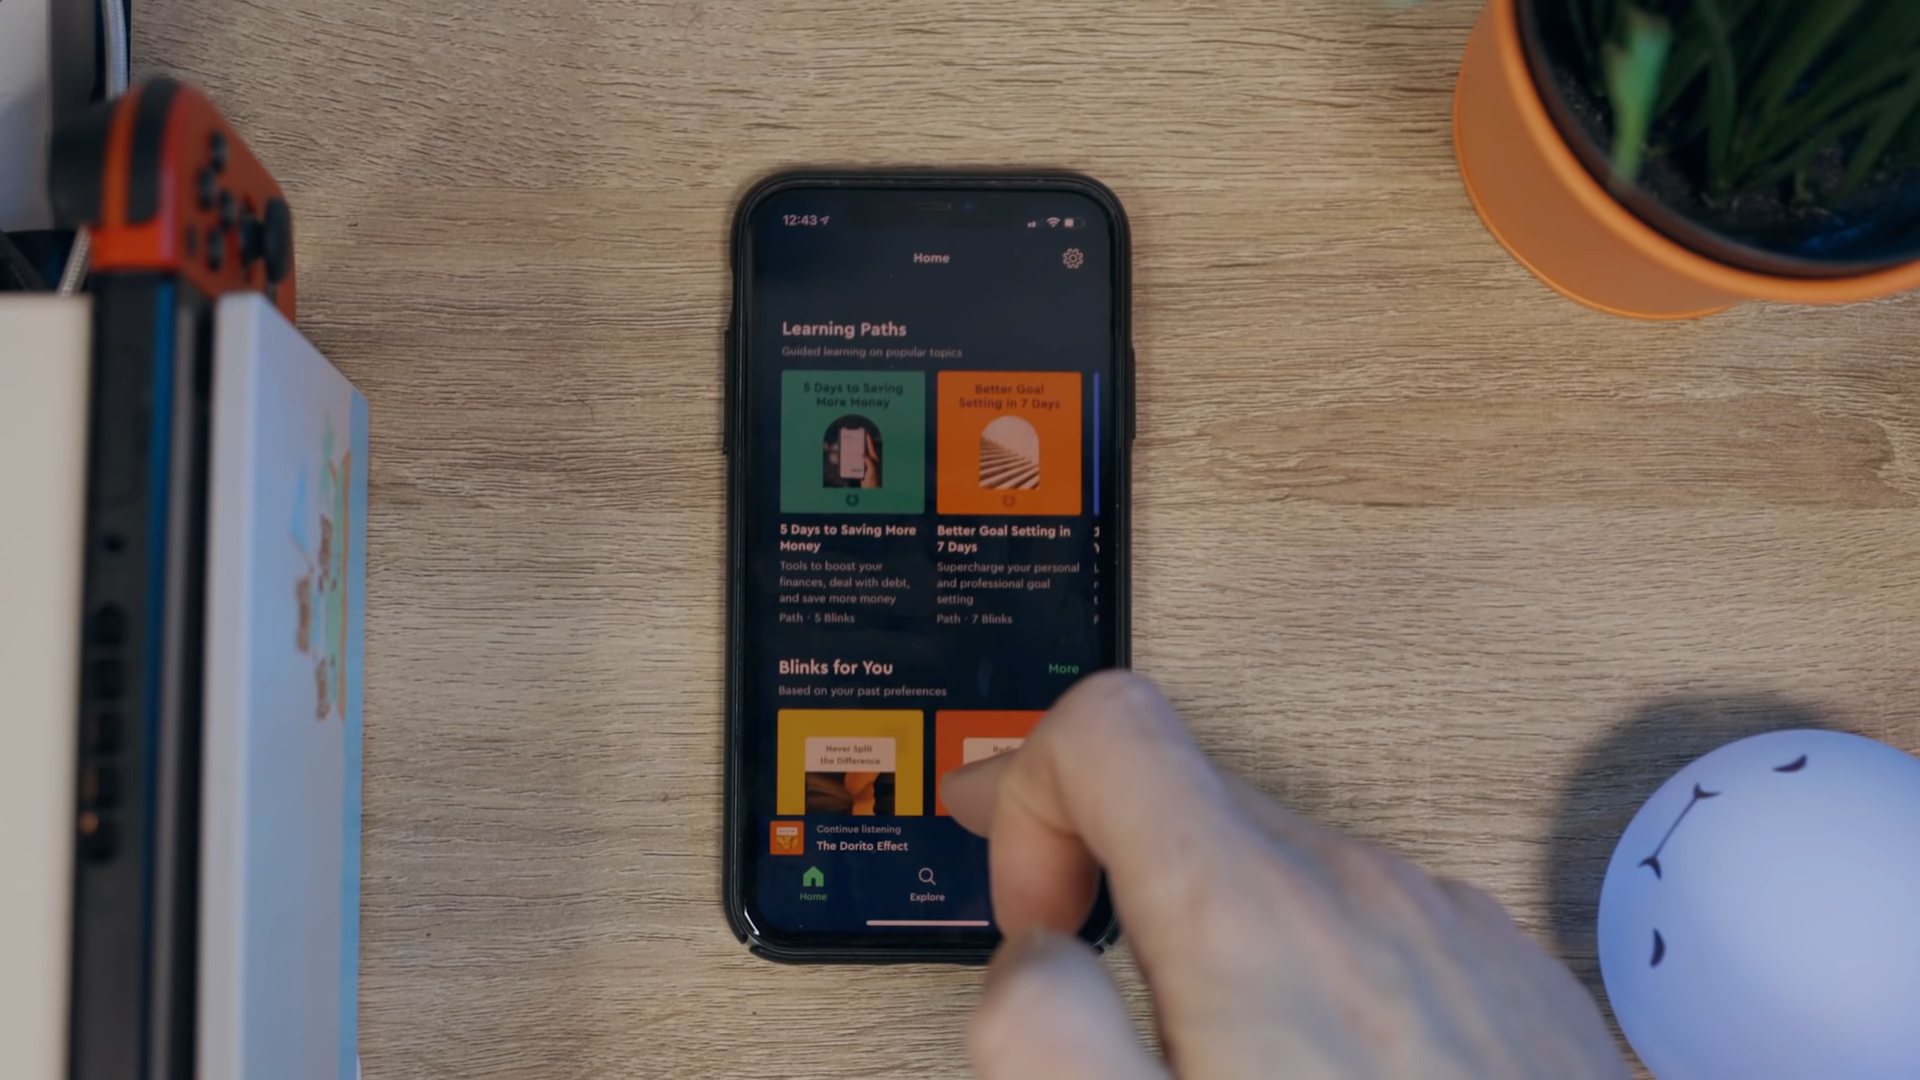 12:43
Home
Learning Paths
Guided learning on popular topics
5 Days to Saving
More Money
Better Goal
Setting in 7 Days
5 Days to Saving More
Money
Tools to boost your
finances, deal with debt,
and save more money
Path · 5 Blinks
Better Goal Setting in
7 Days
Supercharge your personal
and professional goal
setting
Path · 7 Blinks
Blinks for You
More
Based on your past preferences
Never Split
the Difference
Continue listening
The Dorito Effect
Home
Explore